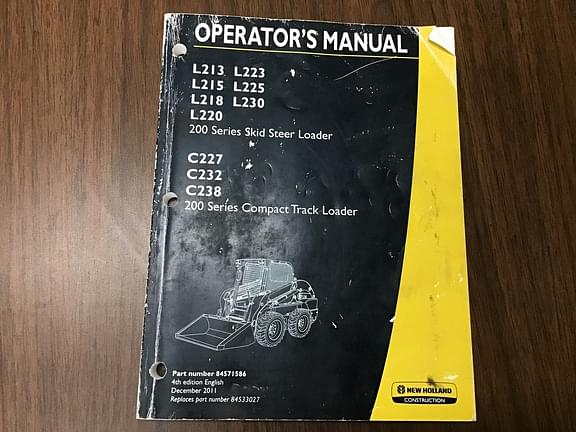 OPERATOR'S MANUAL
L213 L223
L215 L225
L218 L230
L220
200 Series Skid Steer Loader
C227
C232
C238
200 Series Compact Track Loader
Part number 84571586
4th edition English
December 2011
Replaces part number 84533027
NEW HOLLAND
CONSTRUCTION